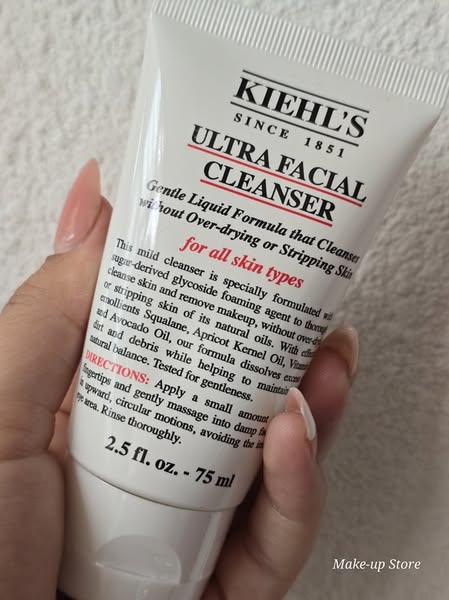 KIEHL'S
SINCE 1851
ULTRA FACIAL
CLEANSER
Gentle Liquid Formula that Cleanses
without Over-drying or Stripping Skin
for all skin types
This mild cleanser is specially formulated with
sugar-derived glycoside foaming agent to
cleanse skin and remove makeup, without
or stripping skin of its natural oils. With
emollients Squalane, Apricot Kernel Oil,
and Avocado Oil, our formula dissolves
dirt and debris while helping to maintain
natural balance. Tested for gentleness.
DIRECTIONS: Apply a small amount
fingertips and gently massage into damp
in upward, circular motions, avoiding the
eye area. Rinse thoroughly.
2.5 fl. oz. - 75 ml
Make-up Store